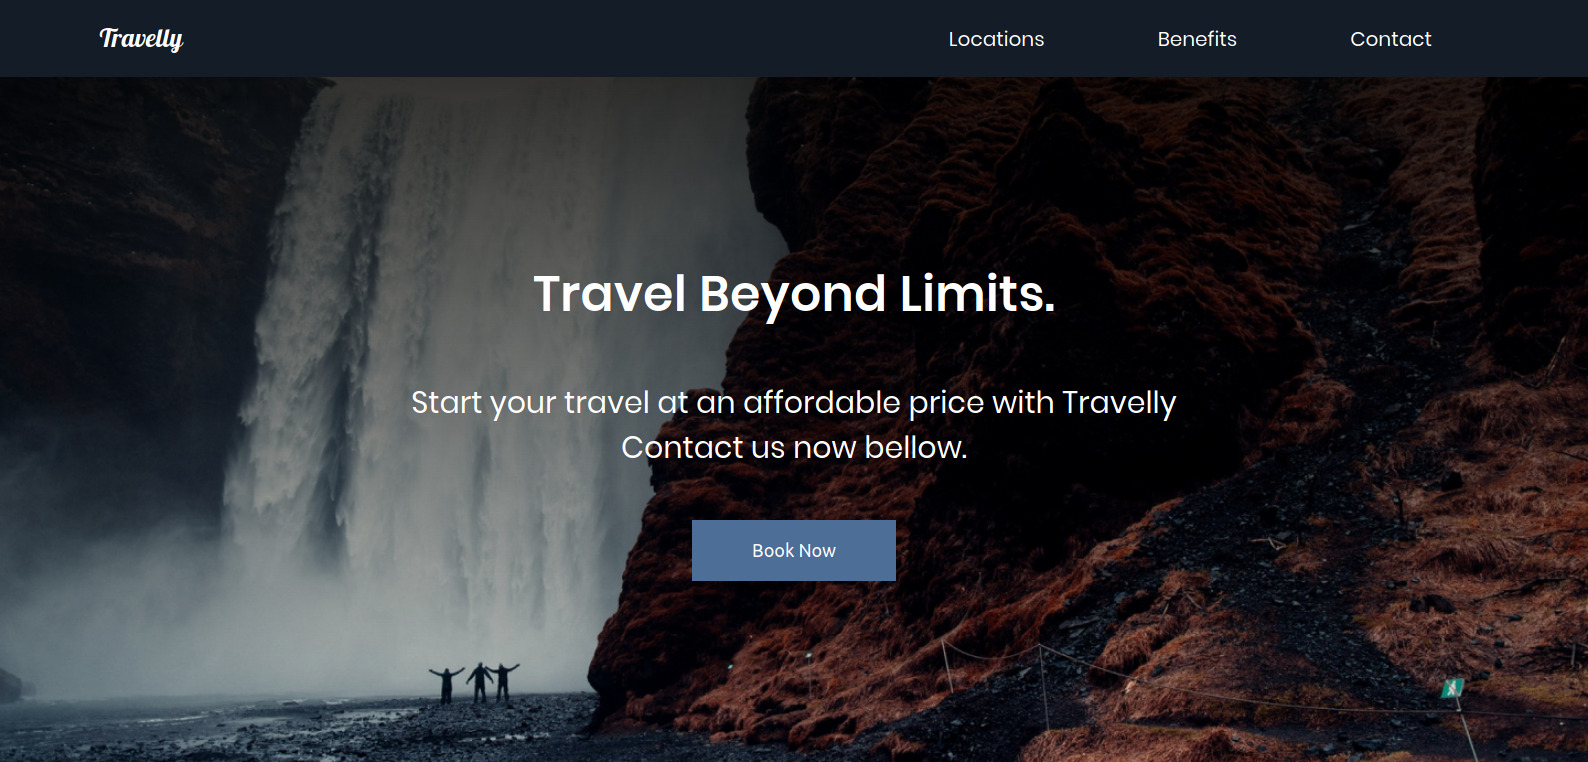 Travelly
Locations
Benefits
Contact
Travel Beyond Limits.
Start your travel at an affordable price with Travelly
Contact us now bellow.
Book Now